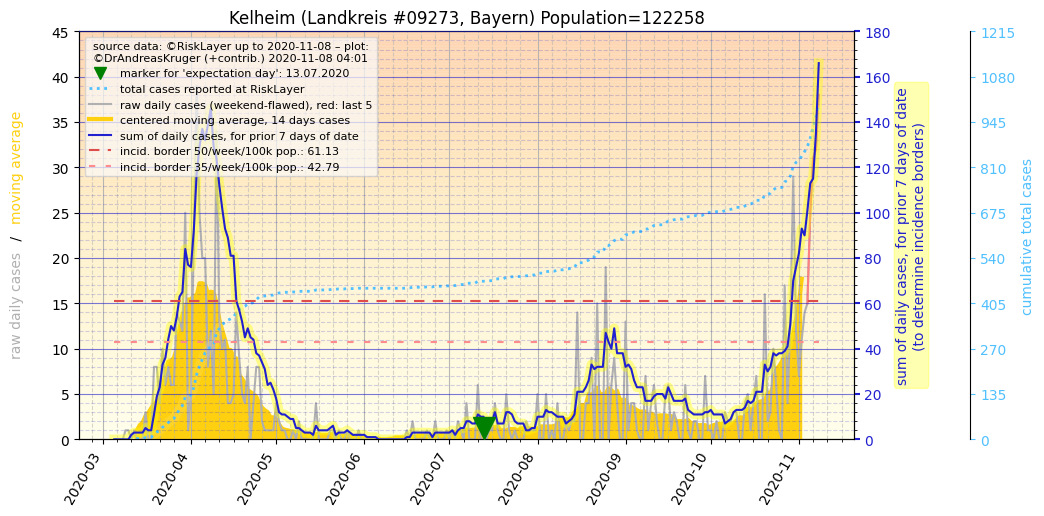 Kelheim (Landkreis #09273, Bayern) Population=122258
source data: ©RiskLayer up to 2020-11-08 – plot:
©DrAndreasKruger (+contrib.) 2020-11-08 04:01
marker for 'expectation day': 13.07.2020
total cases reported at RiskLayer
raw daily cases (weekend-flawed), red: last 5
centered moving average, 14 days cases
sum of daily cases, for prior 7 days of date
incid. border 50/week/100k pop.: 61.13
incid. border 35/week/100k pop.: 42.79
raw daily cases / moving average
45
40
35
30
25
20
15
10
5
0
2020-03
2020-04
2020-05
2020-06
2020-07
2020-08
2020-09
2020-10
2020-11
180
160
140
120
100
80
60
40
20
0
sum of daily cases, for prior 7 days of date
(to determine incidence borders)
1215
1080
945
810
675
540
405
270
135
0
cumulative total cases